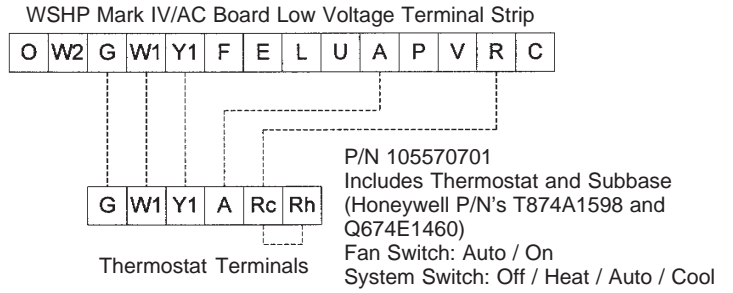 WSHP Mark IV/AC Board Low Voltage Terminal Strip
O W2 G W1 Y1 F E L U A P V R C
P/N 105570701
Includes Thermostat and Subbase
(Honeywell P/N's T874A1598 and
Q674E1460)
Fan Switch: Auto / On
System Switch: Off / Heat / Auto / Cool
G W1 Y1 A Rc Rh
Thermostat Terminals